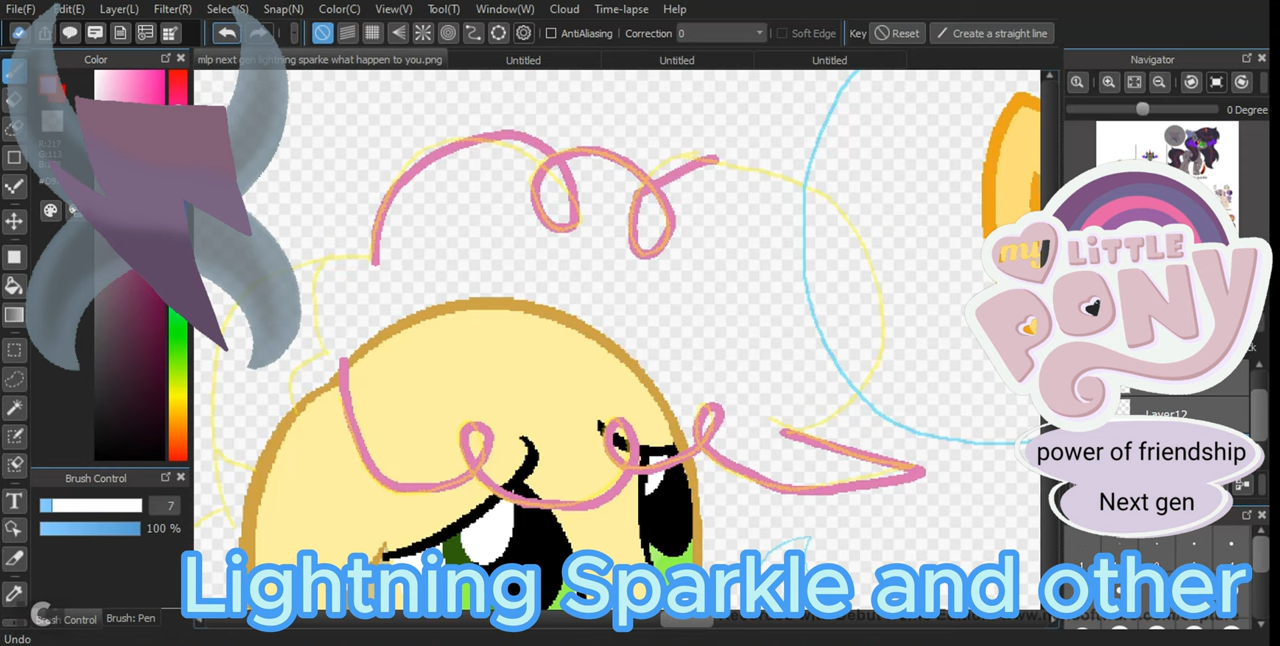 File(F) Edit(E) Layer(L) Filter(R) Select(S) Snap(N) Color(C) View(V) Tool(T) Window(W) Cloud Time-lapse Help
AntiAliasing Correction 0 Soft Edge Key Reset Create a straight line
Color
mlp next gen lightning sparke what happen to you.png Untitled Untitled Untitled
Navigator
0 Degree
R:217
G:113
my LiTTLE
PONY
Layer12
power of friendship
Next gen
Brush Control
7
100 %
Lightning Sparkle and other
Brush Control Brush: Pen
Undo